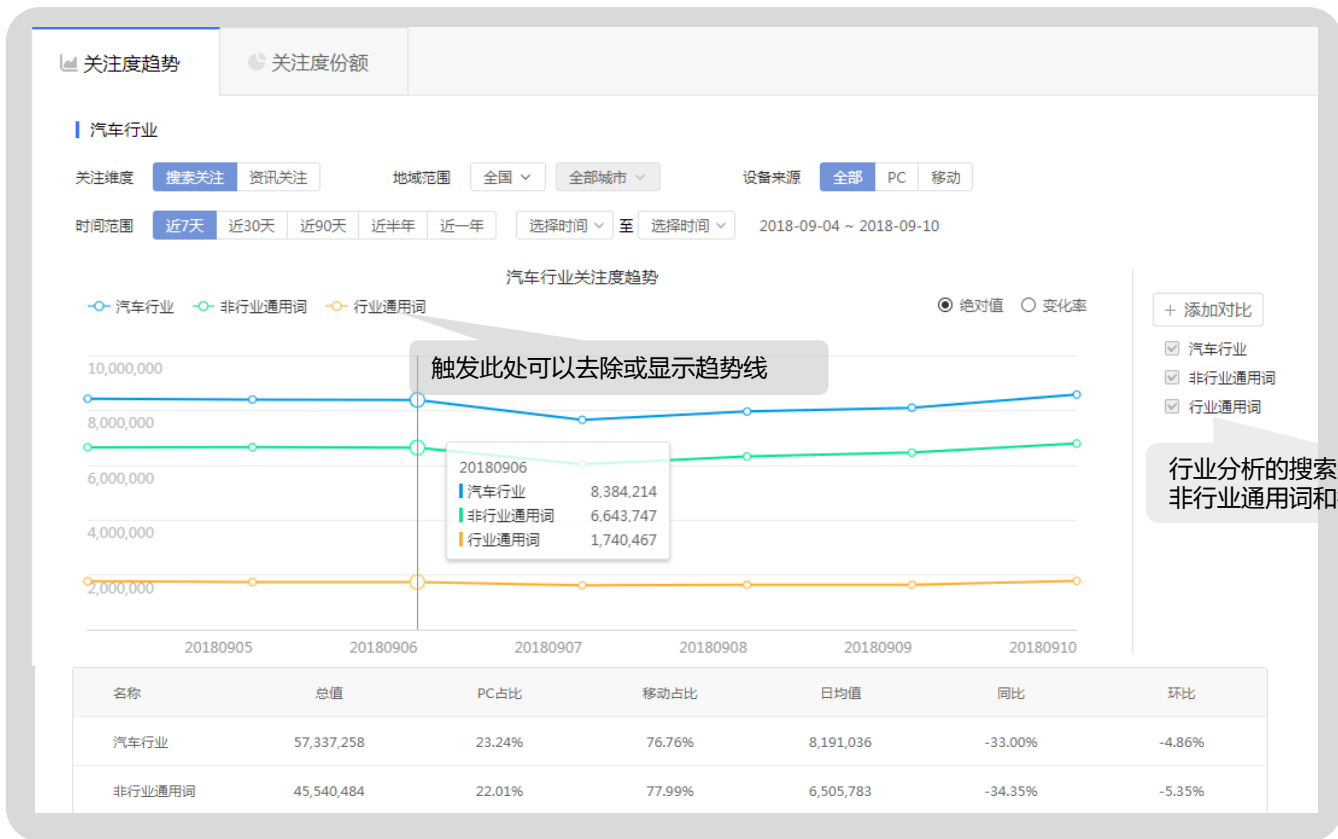 关注度趋势
关注度份额
汽车行业
关注维度 搜索关注 资讯关注 地域范围 全国 全部城市 设备来源 全部 PC 移动
时间范围 近7天 近30天 近90天 近半年 近一年 选择时间 至 选择时间 2018-09-04 ~ 2018-09-10
汽车行业关注度趋势
汽车行业 非行业通用词 行业通用词 绝对值 变化率
+ 添加对比
汽车行业
非行业通用词
行业通用词
触发此处可以去除或显示趋势线
行业分析的搜索
非行业通用词和
10,000,000
8,000,000
6,000,000
4,000,000
2,000,000
20180906
汽车行业 8,384,214
非行业通用词 6,643,747
行业通用词 1,740,467
20180905 20180906 20180907 20180908 20180909 20180910
名称 总值 PC占比 移动占比 日均值 同比 环比
汽车行业 57,337,258 23.24% 76.76% 8,191,036 -33.00% -4.86%
非行业通用词 45,540,484 22.01% 77.99% 6,505,783 -34.35% -5.35%